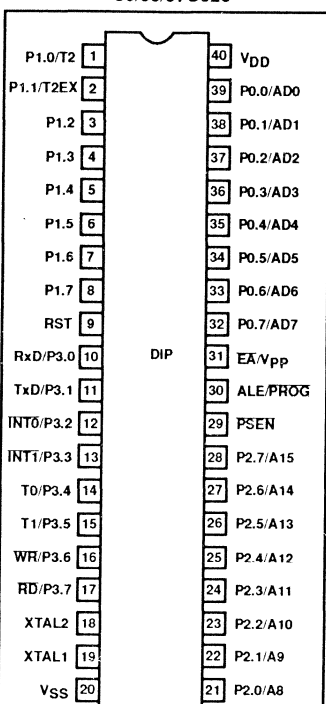 P1.0/T2 1 40 VDD
P1.1/T2EX 2 39 P0.0/AD0
P1.2 3 38 P0.1/AD1
P1.3 4 37 P0.2/AD2
P1.4 5 36 P0.3/AD3
P1.5 6 35 P0.4/AD4
P1.6 7 34 P0.5/AD5
P1.7 8 33 P0.6/AD6
RST 9 32 P0.7/AD7
RxD/P3.0 10 DIP 31 E̅A̅/VPP
TxD/P3.1 11 30 ALE/P̅R̅O̅G̅
I̅N̅T̅0̅/P3.2 12 29 P̅S̅E̅N̅
I̅N̅T̅1̅/P3.3 13 28 P2.7/A15
T0/P3.4 14 27 P2.6/A14
T1/P3.5 15 26 P2.5/A13
W̅R̅/P3.6 16 25 P2.4/A12
R̅D̅/P3.7 17 24 P2.3/A11
XTAL2 18 23 P2.2/A10
XTAL1 19 22 P2.1/A9
VSS 20 21 P2.0/A8